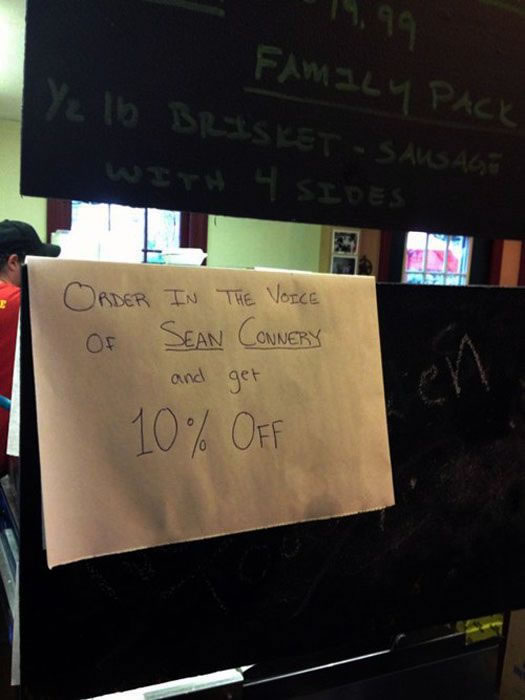 19.99
FAMILY PACK
1/2 lb BRISKET - SAUSAGE
WITH 4 SIDES
ORDER IN THE VOICE
OF SEAN CONNERY
and get
10% OFF
en